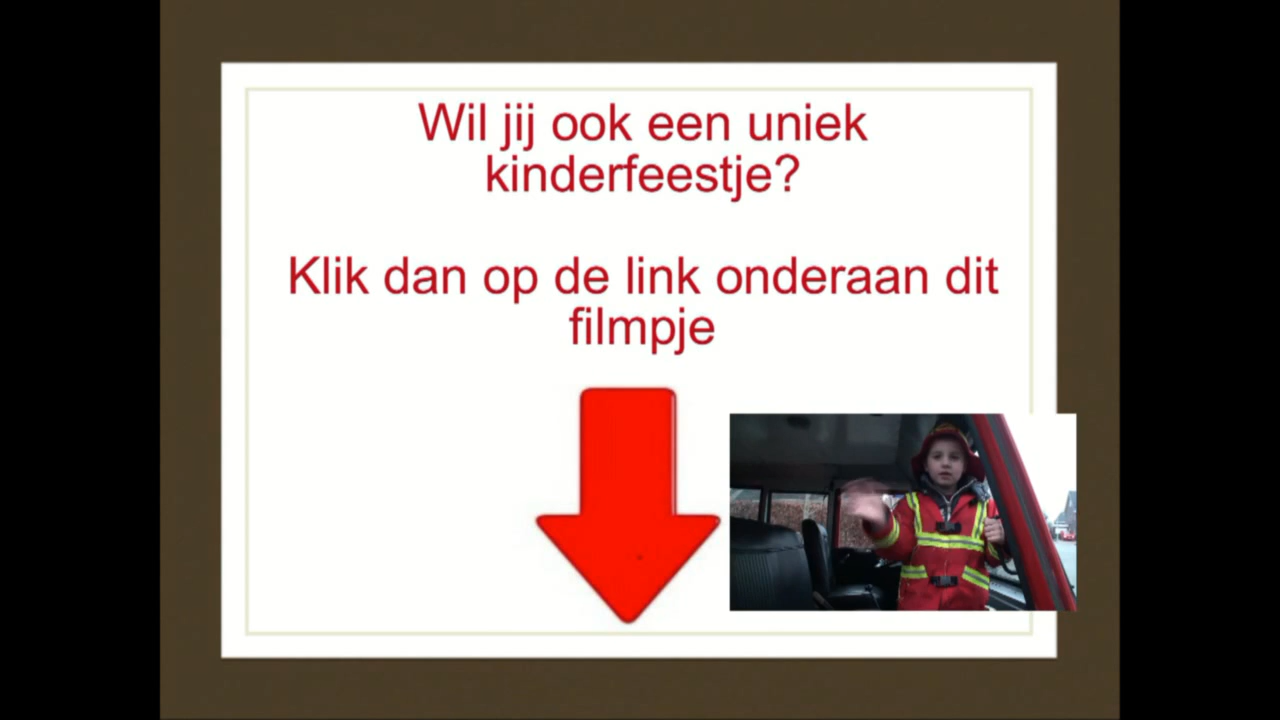 Wil jij ook een uniek
kinderfeestje?
Klik dan op de link onderaan dit
filmpje